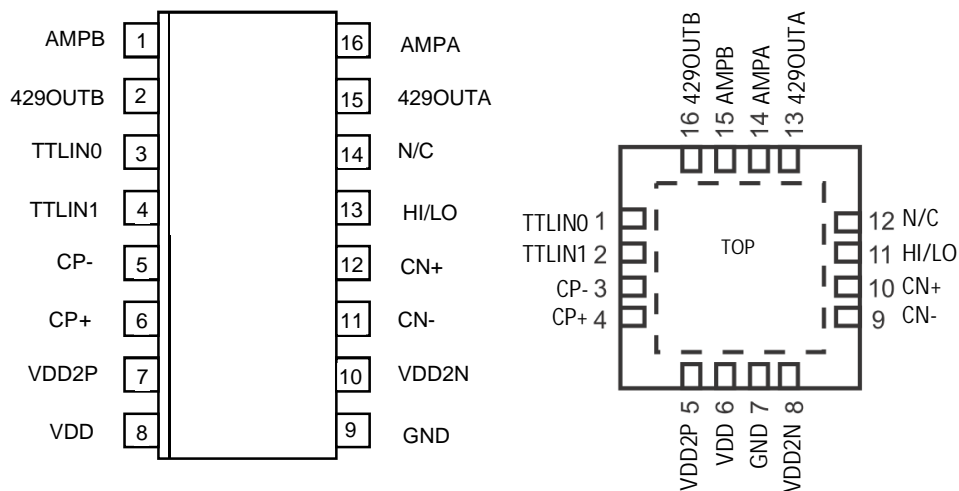 AMPB 1
16 AMPA
429OUTB 2
15 429OUTA
TTLIN0 3
14 N/C
TTLIN1 4
13 HI/LO
CP- 5
12 CN+
CP+ 6
11 CN-
VDD2P 7
10 VDD2N
VDD 8
9 GND
16 429OUTB
15 AMPB
14 AMPA
13 429OUTA
TTLIN0 1
TTLIN1 2
CP- 3
CP+ 4
TOP
12 N/C
11 HI/LO
10 CN+
9 CN-
VDD2P 5
VDD 6
GND 7
VDD2N 8